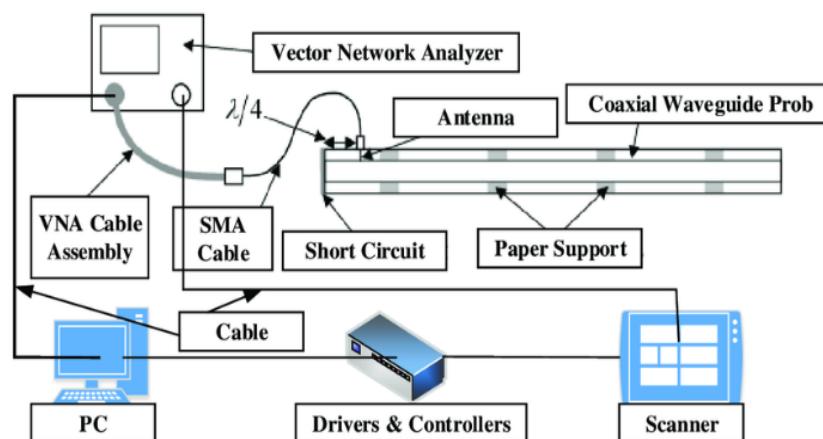 Vector Network Analyzer
λ/4
Antenna
Coaxial Waveguide Prob
VNA Cable
Assembly
SMA
Cable
Short Circuit
Paper Support
Cable
PC
Drivers & Controllers
Scanner